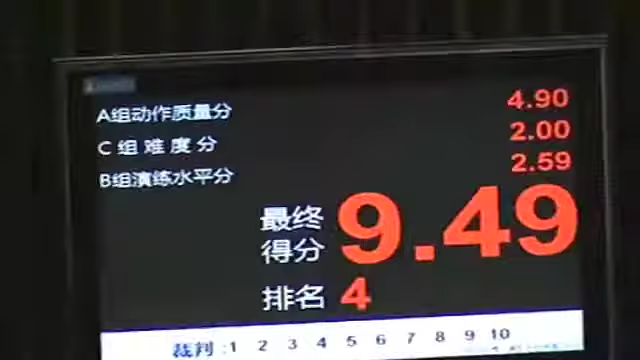 A组动作质量分 4.90
C组难度分 2.00
B组演练水平分 2.59
最终得分 9.49
排名 4
裁判:1 2 3 4 5 6 7 8 9 10